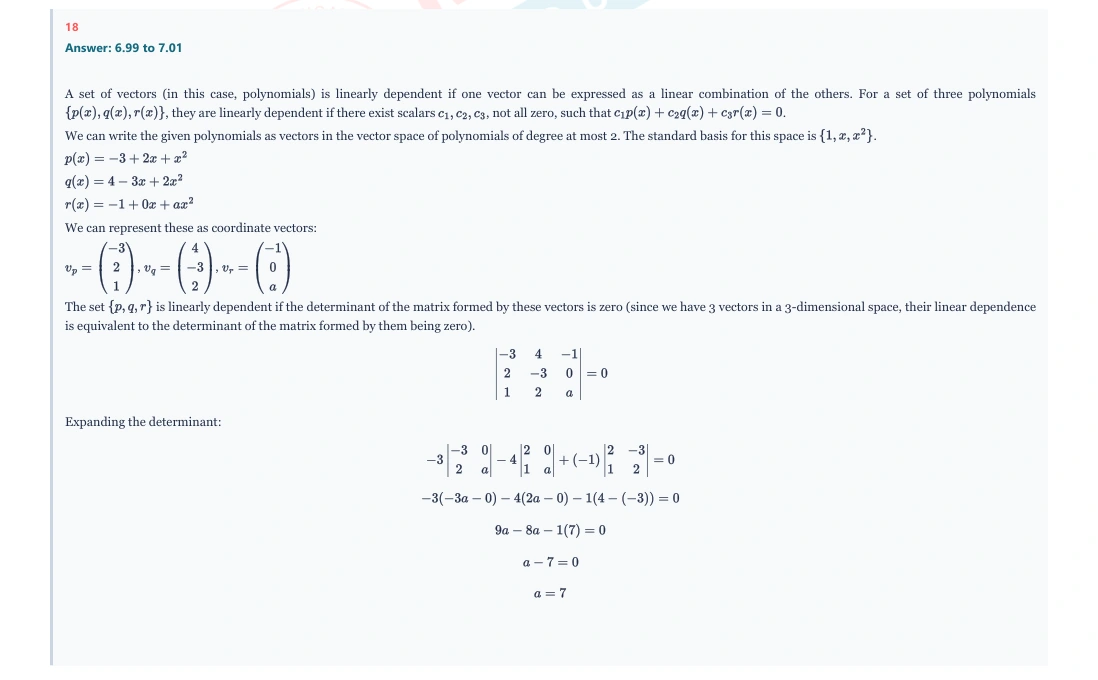 18
Answer: 6.99 to 7.01
A set of vectors (in this case, polynomials) is linearly dependent if one vector can be expressed as a linear combination of the others. For a set of three polynomials
{p(x), q(x), r(x)}, they are linearly dependent if there exist scalars c₁, c₂, c₃, not all zero, such that c₁p(x) + c₂q(x) + c₃r(x) = 0.
We can write the given polynomials as vectors in the vector space of polynomials of degree at most 2. The standard basis for this space is {1, x, x²}.
p(x) = −3 + 2x + x²
q(x) = 4 − 3x + 2x²
r(x) = −1 + 0x + ax²
We can represent these as coordinate vectors:
v_p = (−3 2 1), v_q = (4 −3 2), v_r = (−1 0 a)
The set {p, q, r} is linearly dependent if the determinant of the matrix formed by these vectors is zero (since we have 3 vectors in a 3-dimensional space, their linear dependence
is equivalent to the determinant of the matrix formed by them being zero).
|−3 4 −1|
|2 −3 0| = 0
|1 2 a|
Expanding the determinant:
−3 |−3 0; 2 a| − 4 |2 0; 1 a| + (−1) |2 −3; 1 2| = 0
−3(−3a − 0) − 4(2a − 0) − 1(4 − (−3)) = 0
9a − 8a − 1(7) = 0
a − 7 = 0
a = 7